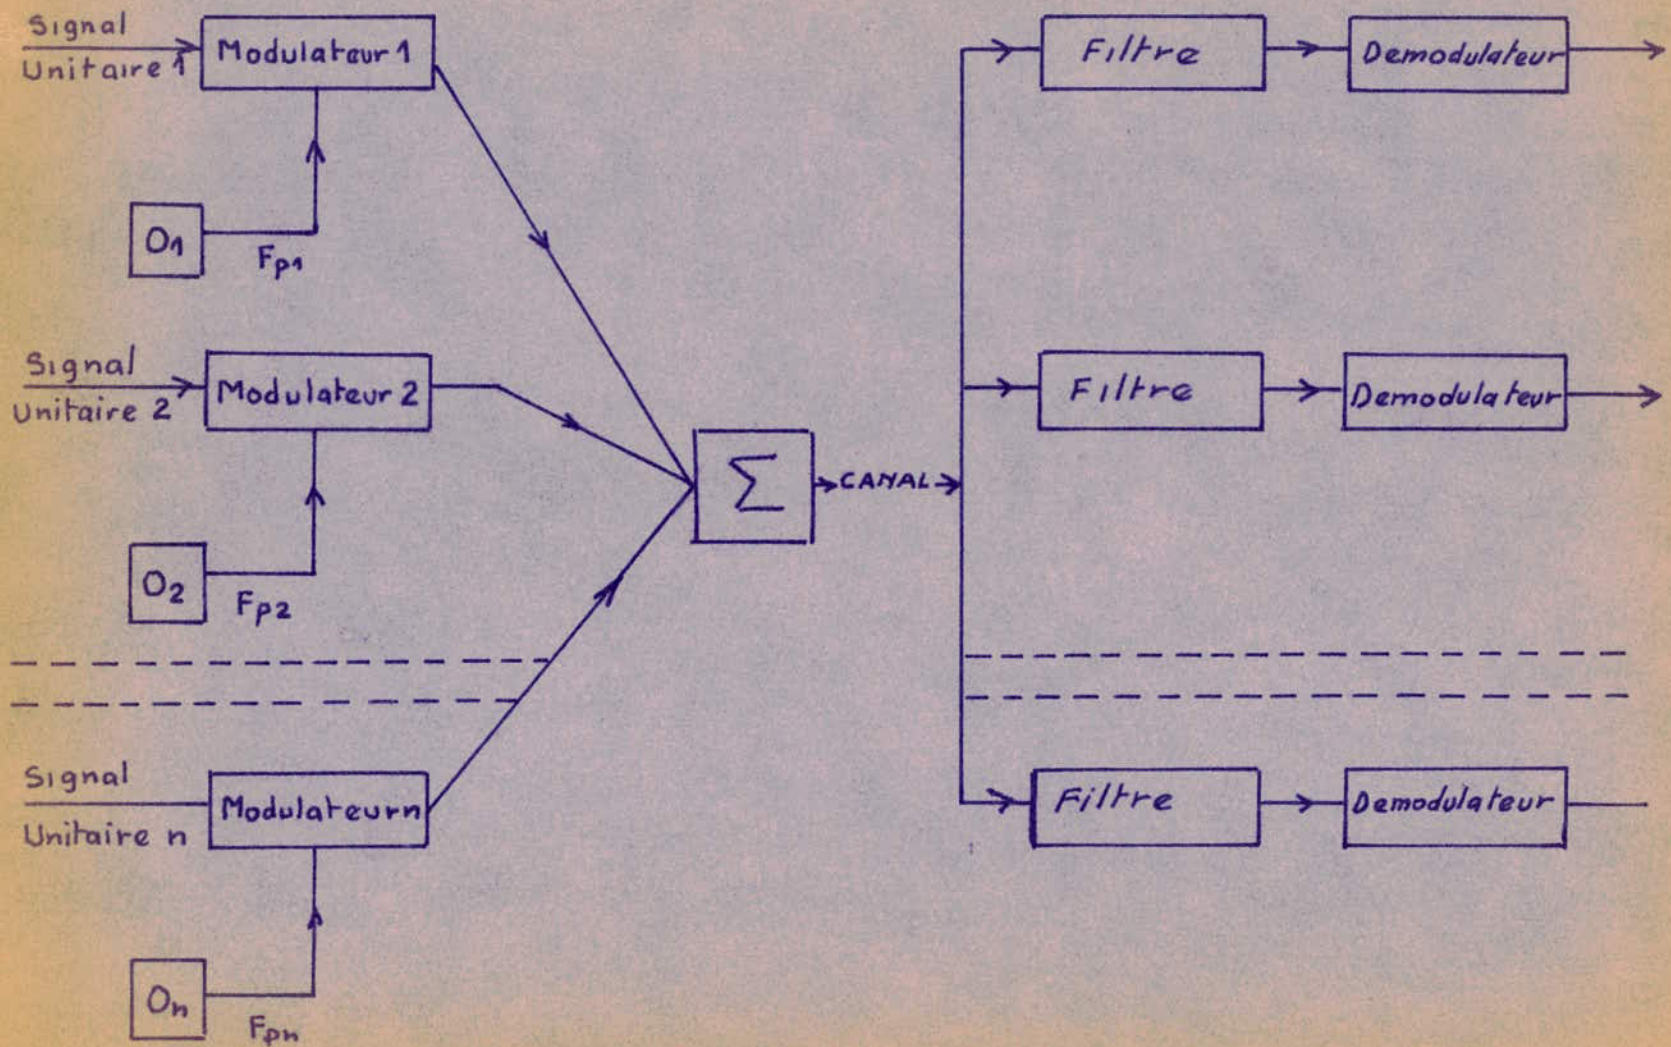 Signal
Unitaire 1
Modulateur 1
O1
Fp1
Signal
Unitaire 2
Modulateur 2
O2
Fp2
Signal
Unitaire n
Modulateur n
On
Fpn
Σ
CANAL
Filtre
Demodulateur
Filtre
Demodulateur
Filtre
Demodulateur